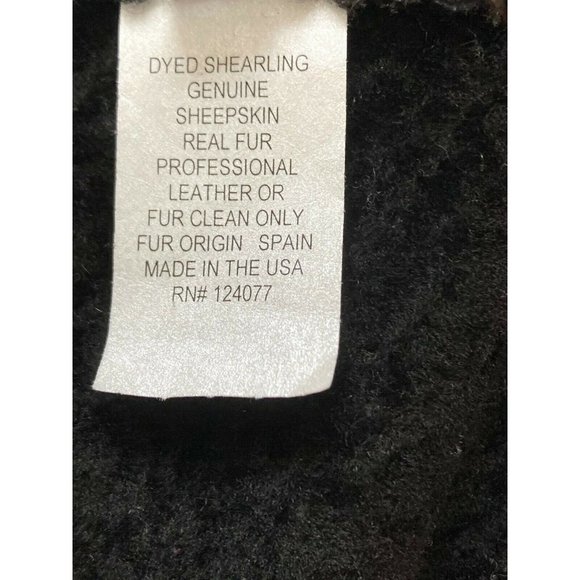 DYED SHEARLING
GENUINE
SHEEPSKIN
REAL FUR
PROFESSIONAL
LEATHER OR
FUR CLEAN ONLY
FUR ORIGIN SPAIN
MADE IN THE USA
RN# 124077